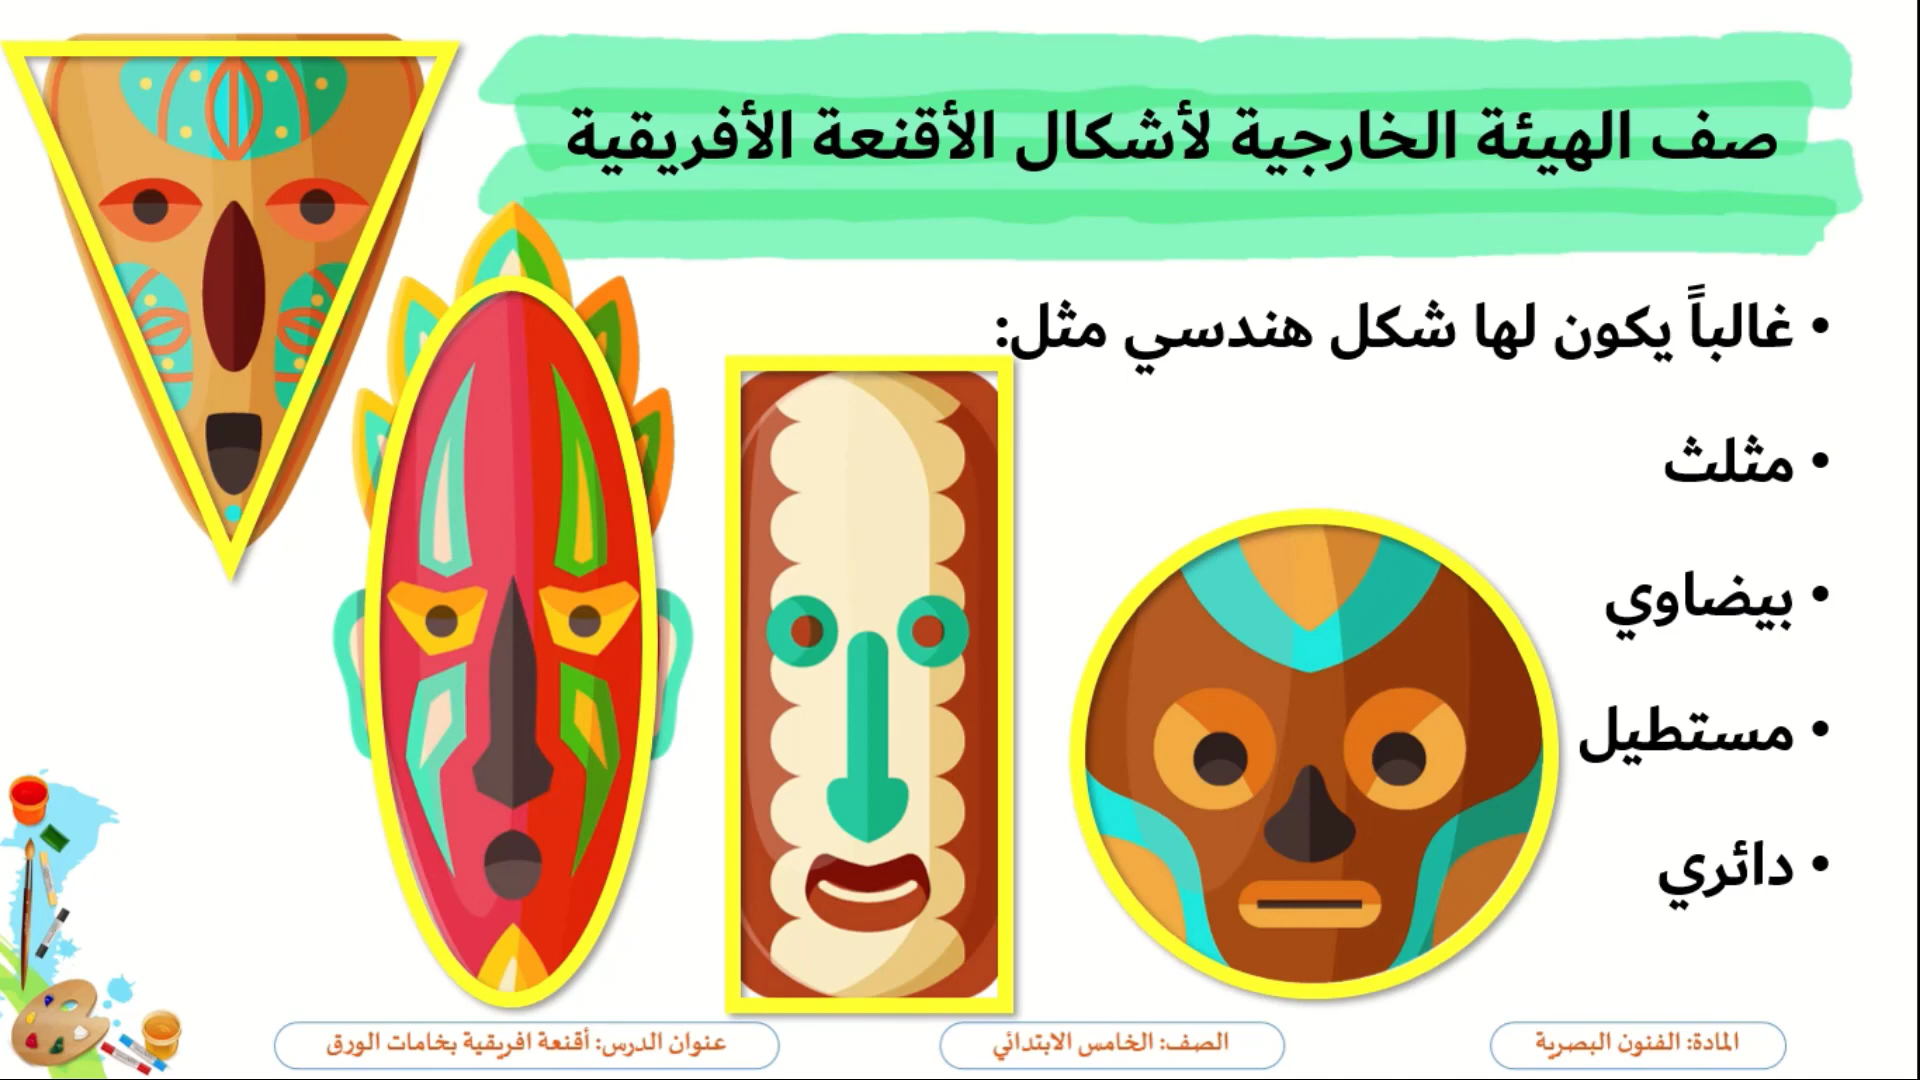 صف الهيئة الخارجية لأشكال الأقنعة الأفريقية
• غالباً يكون لها شكل هندسي مثل:
• مثلث
• بيضاوي
• مستطيل
• دائري
المادة: الفنون البصرية
الصف: الخامس الابتدائي
عنوان الدرس: أقنعة افريقية بخامات الورق